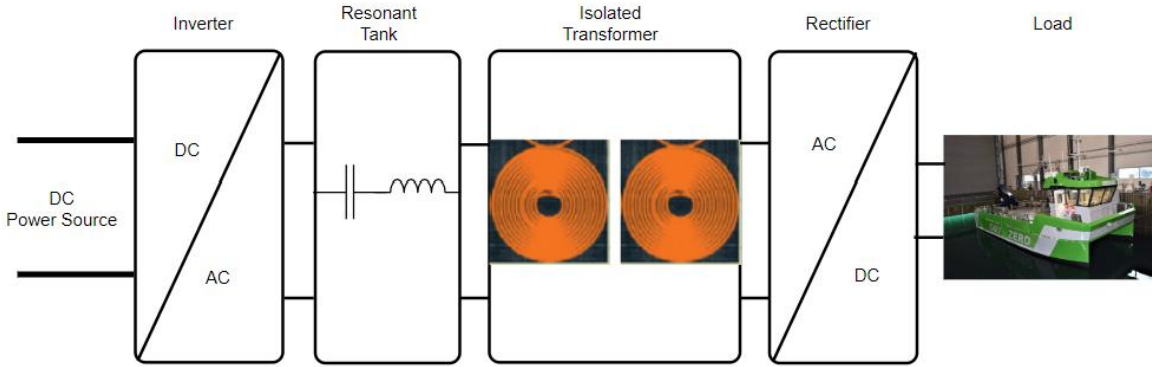 Inverter
Resonant
Tank
Isolated
Transformer
Rectifier
Load
DC
Power Source
DC
AC
AC
DC
ZERO